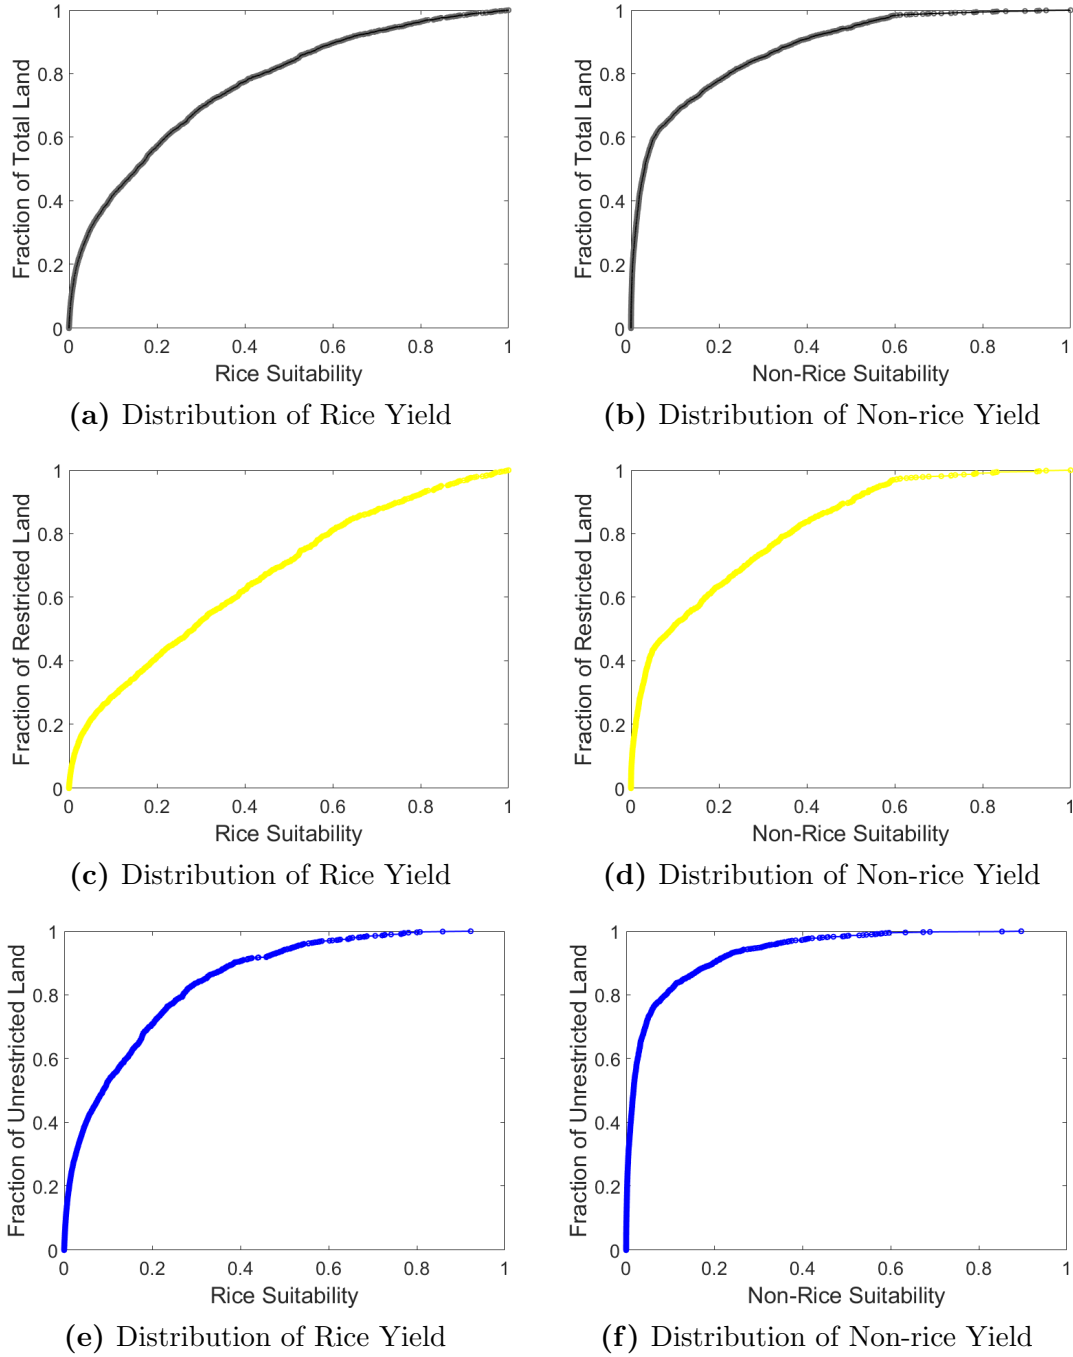 1
0.8
0.6
0.4
0.2
0
Fraction of Total Land
0 0.2 0.4 0.6 0.8 1
Rice Suitability
(a) Distribution of Rice Yield
1
0.8
0.6
0.4
0.2
0
Fraction of Total Land
0 0.2 0.4 0.6 0.8 1
Non-Rice Suitability
(b) Distribution of Non-rice Yield
1
0.8
0.6
0.4
0.2
0
Fraction of Restricted Land
0 0.2 0.4 0.6 0.8 1
Rice Suitability
(c) Distribution of Rice Yield
1
0.8
0.6
0.4
0.2
0
Fraction of Restricted Land
0 0.2 0.4 0.6 0.8 1
Non-Rice Suitability
(d) Distribution of Non-rice Yield
1
0.8
0.6
0.4
0.2
0
Fraction of Unrestricted Land
0 0.2 0.4 0.6 0.8 1
Rice Suitability
(e) Distribution of Rice Yield
1
0.8
0.6
0.4
0.2
0
Fraction of Unrestricted Land
0 0.2 0.4 0.6 0.8 1
Non-Rice Suitability
(f) Distribution of Non-rice Yield